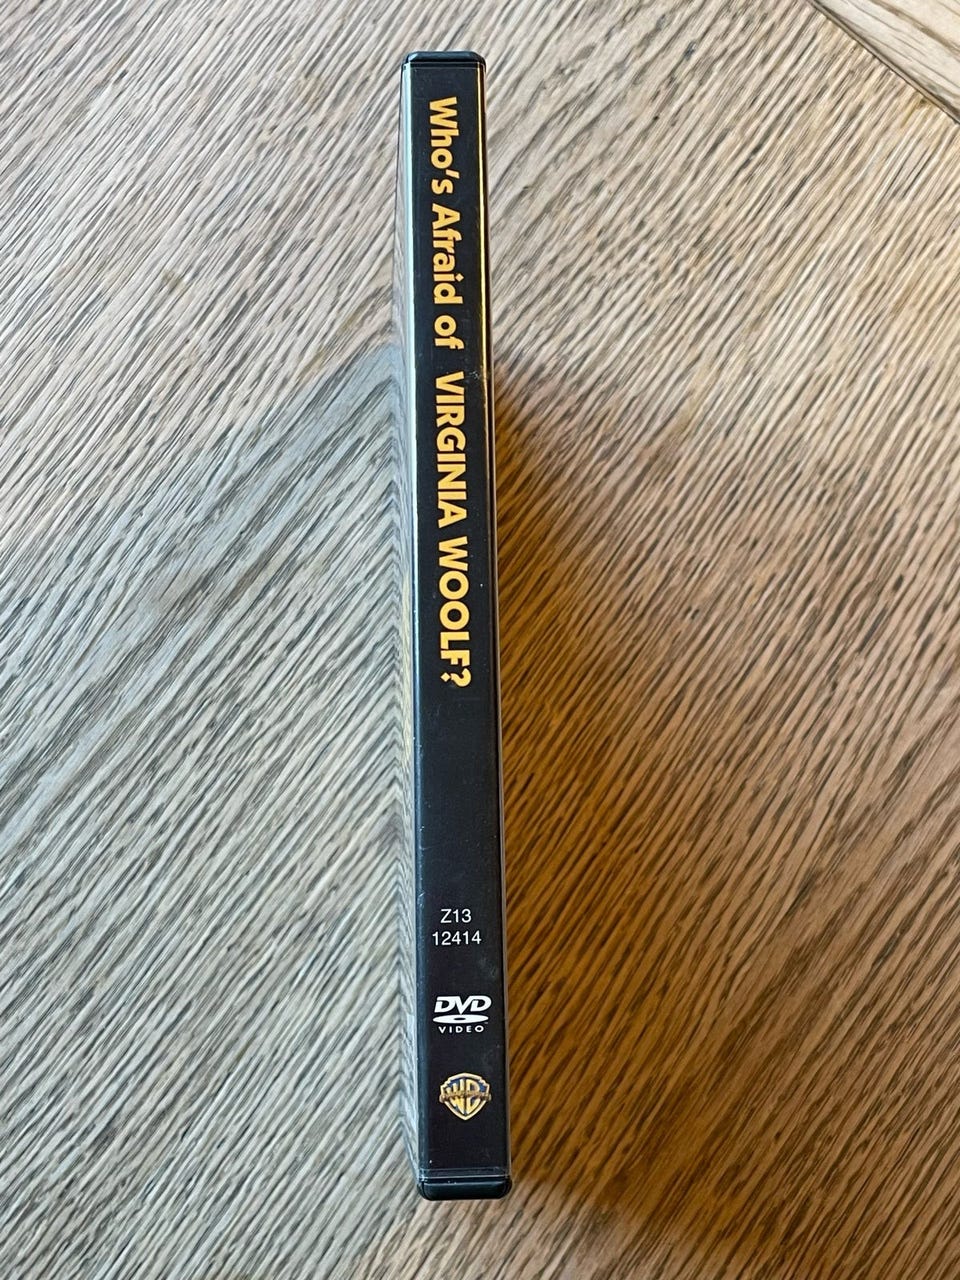 Who's Afraid of VIRGINIA WOOLF?
Z13
12414
DVD
VIDEO
WB